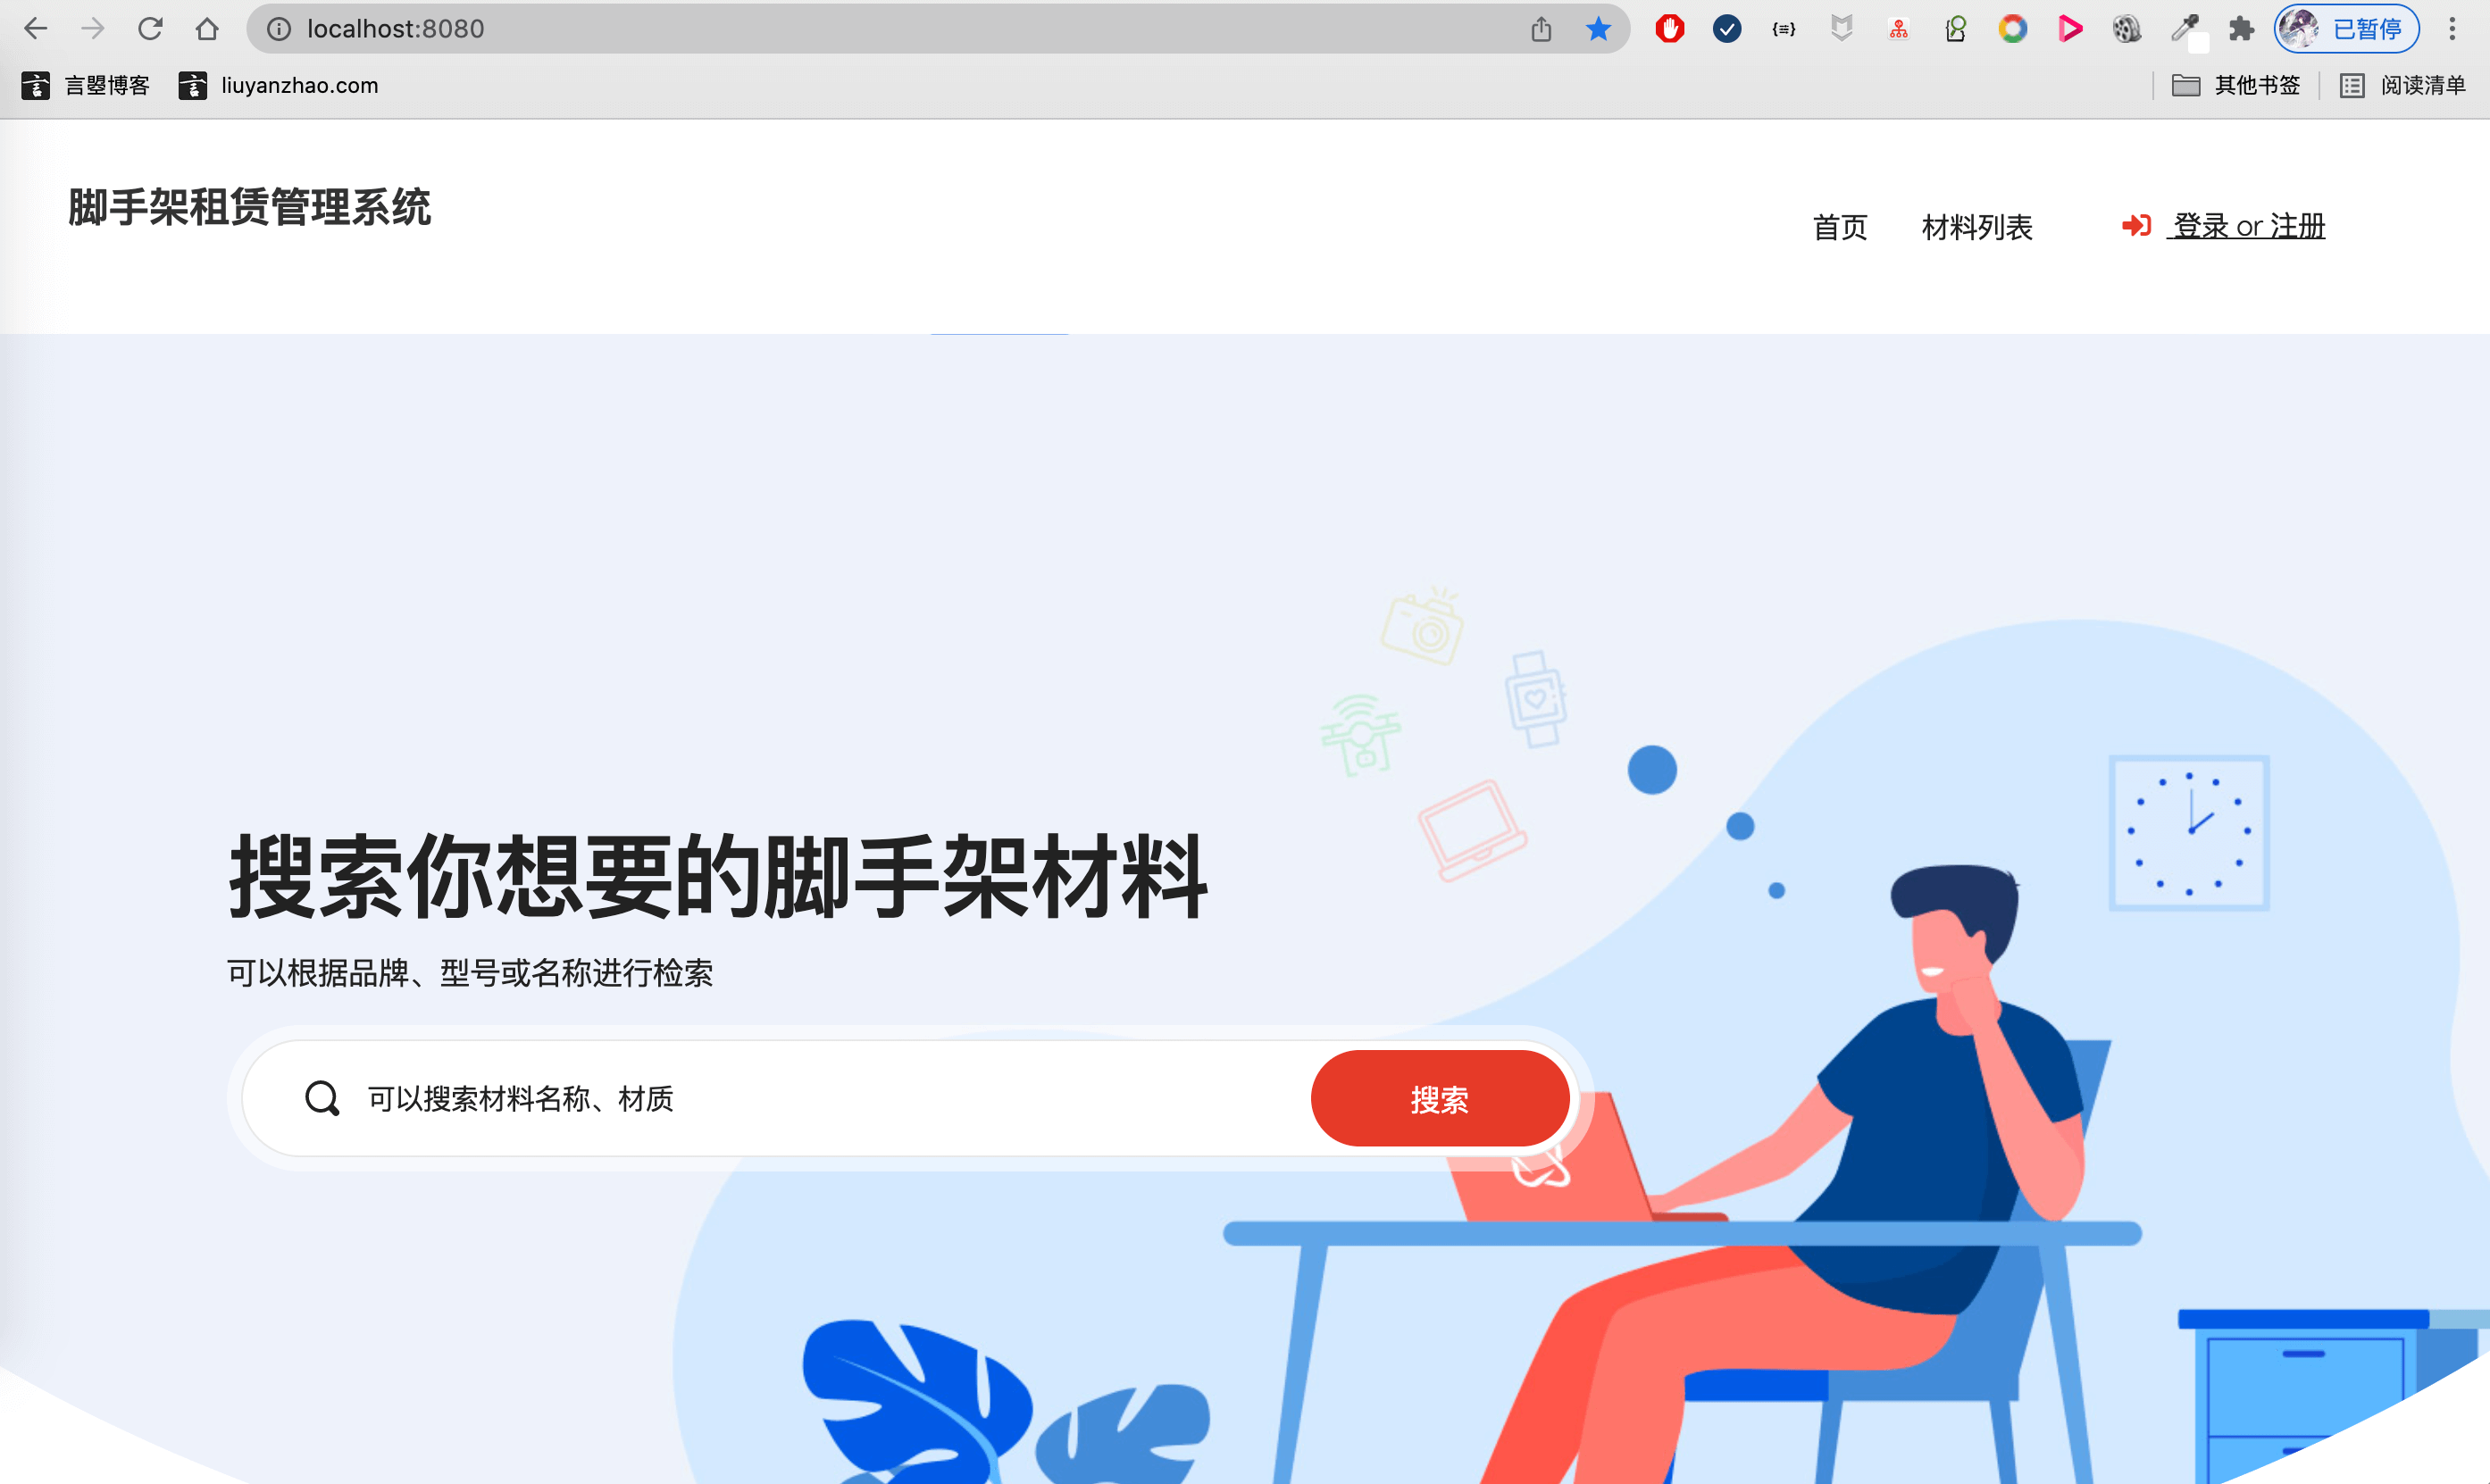 localhost:8080
已暂停
言曌博客
liuyanzhao.com
其他书签
阅读清单
脚手架租赁管理系统
首页
材料列表
登录 or 注册
搜索你想要的脚手架材料
可以根据品牌、型号或名称进行检索
可以搜索材料名称、材质
搜索